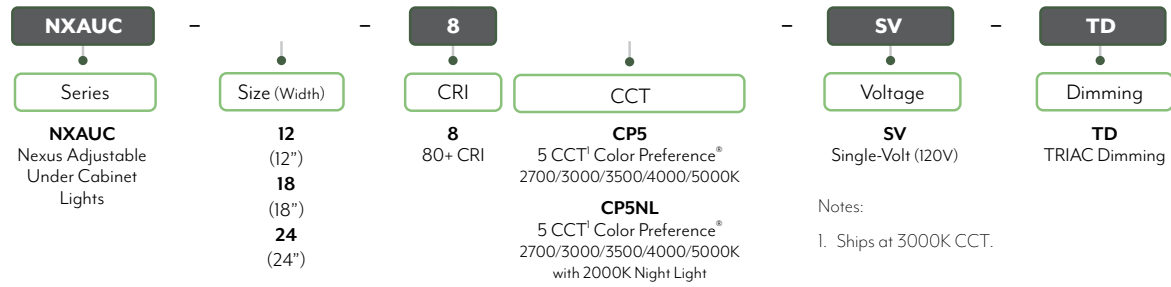 NXAUC – – 8 – SV – TD
Series Size (Width) CRI CCT Voltage Dimming
NXAUC
Nexus Adjustable
Under Cabinet
Lights
12
(12”)
18
(18”)
24
(24”)
8
80+ CRI
CP5
5 CCT¹ Color Preference®
2700/3000/3500/4000/5000K
CP5NL
5 CCT¹ Color Preference®
2700/3000/3500/4000/5000K
with 2000K Night Light
SV
Single-Volt (120V)
Notes:
1. Ships at 3000K CCT.
TD
TRIAC Dimming